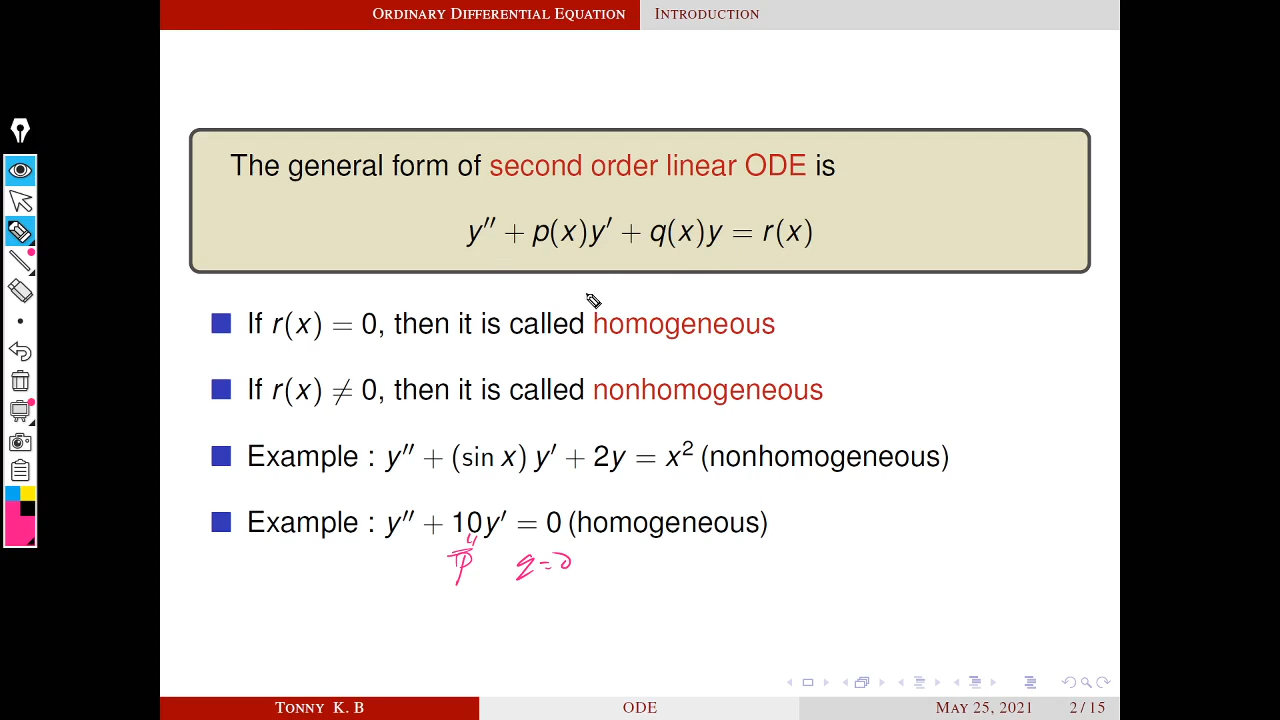 ORDINARY DIFFERENTIAL EQUATION INTRODUCTION
The general form of second order linear ODE is
y″ + p(x)y′ + q(x)y = r(x)
If r(x) = 0, then it is called homogeneous
If r(x) ≠ 0, then it is called nonhomogeneous
Example : y″ + (sin x) y′ + 2y = x² (nonhomogeneous)
Example : y″ + 10y′ = 0 (homogeneous)
p q=0
TONNY K. B ODE MAY 25, 2021 2 / 15